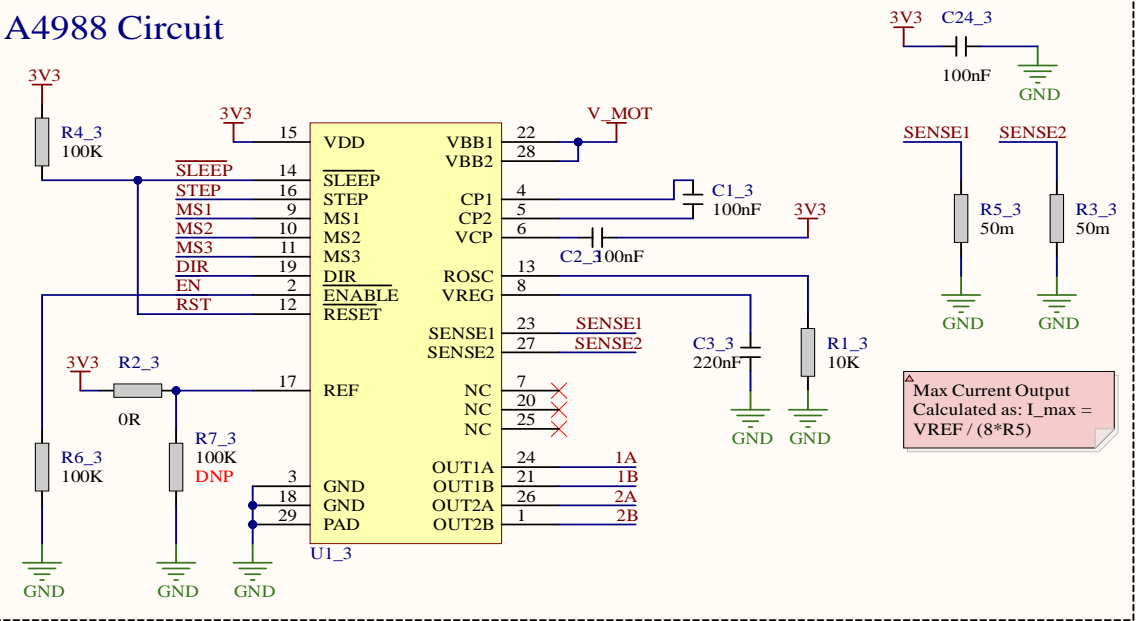 A4988 Circuit
3V3
C24_3
100nF
GND
3V3
R4_3
100K
3V3
SLEEP
STEP
MS1
MS2
MS3
DIR
EN
RST
15
14
16
9
10
11
19
2
12
VDD
SLEEP
STEP
MS1
MS2
MS3
DIR
ENABLE
RESET
3V3
R2_3
0R
17
REF
R7_3
100K
DNP
R6_3
100K
GND
GND
GND
3
18
29
GND
GND
PAD
U1_3
VBB1
VBB2
CP1
CP2
VCP
ROSC
VREG
SENSE1
SENSE2
NC
NC
NC
OUT1A
OUT1B
OUT2A
OUT2B
22
28
4
5
6
13
8
23
27
7
20
25
24
21
26
1
V_MOT
C1_3
100nF
3V3
C2_3
100nF
SENSE1
SENSE2
C3_3
220nF
R1_3
10K
GND
GND
1A
1B
2A
2B
SENSE1
SENSE2
R5_3
50m
R3_3
50m
GND
GND
Max Current Output
Calculated as: I_max =
VREF / (8*R5)